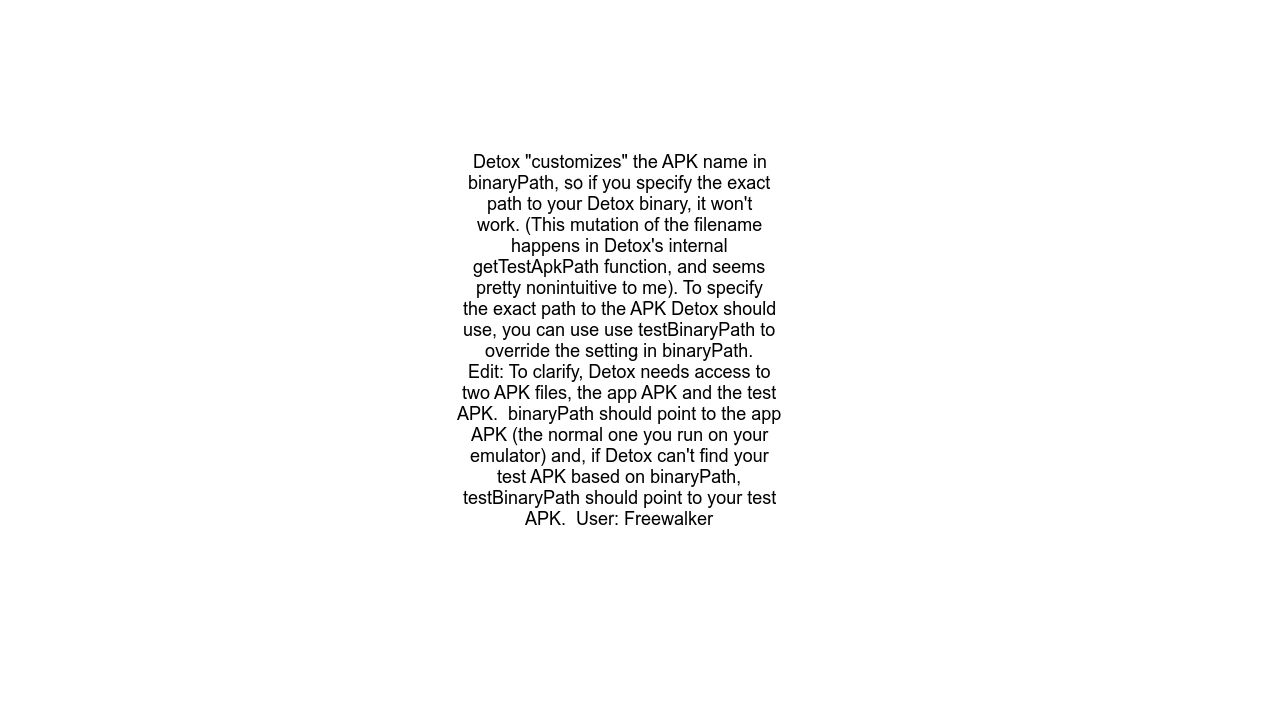 Detox "customizes" the APK name in
binaryPath, so if you specify the exact
path to your Detox binary, it won't
work. (This mutation of the filename
happens in Detox's internal
getTestApkPath function, and seems
pretty nonintuitive to me). To specify
the exact path to the APK Detox should
use, you can use use testBinaryPath to
override the setting in binaryPath.
Edit: To clarify, Detox needs access to
two APK files, the app APK and the test
APK.  binaryPath should point to the app
APK (the normal one you run on your
emulator) and, if Detox can't find your
test APK based on binaryPath,
testBinaryPath should point to your test
APK.  User: Freewalker